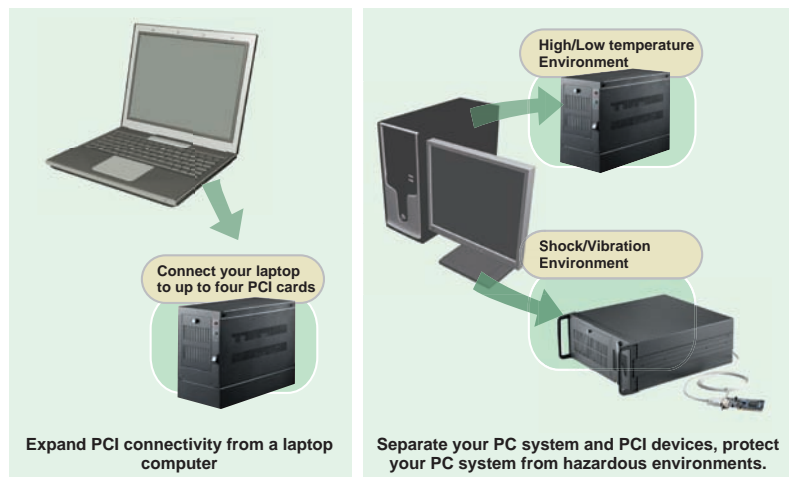 Connect your laptop
to up to four PCI cards
Expand PCI connectivity from a laptop
computer
High/Low temperature
Environment
Shock/Vibration
Environment
Separate your PC system and PCI devices, protect
your PC system from hazardous environments.